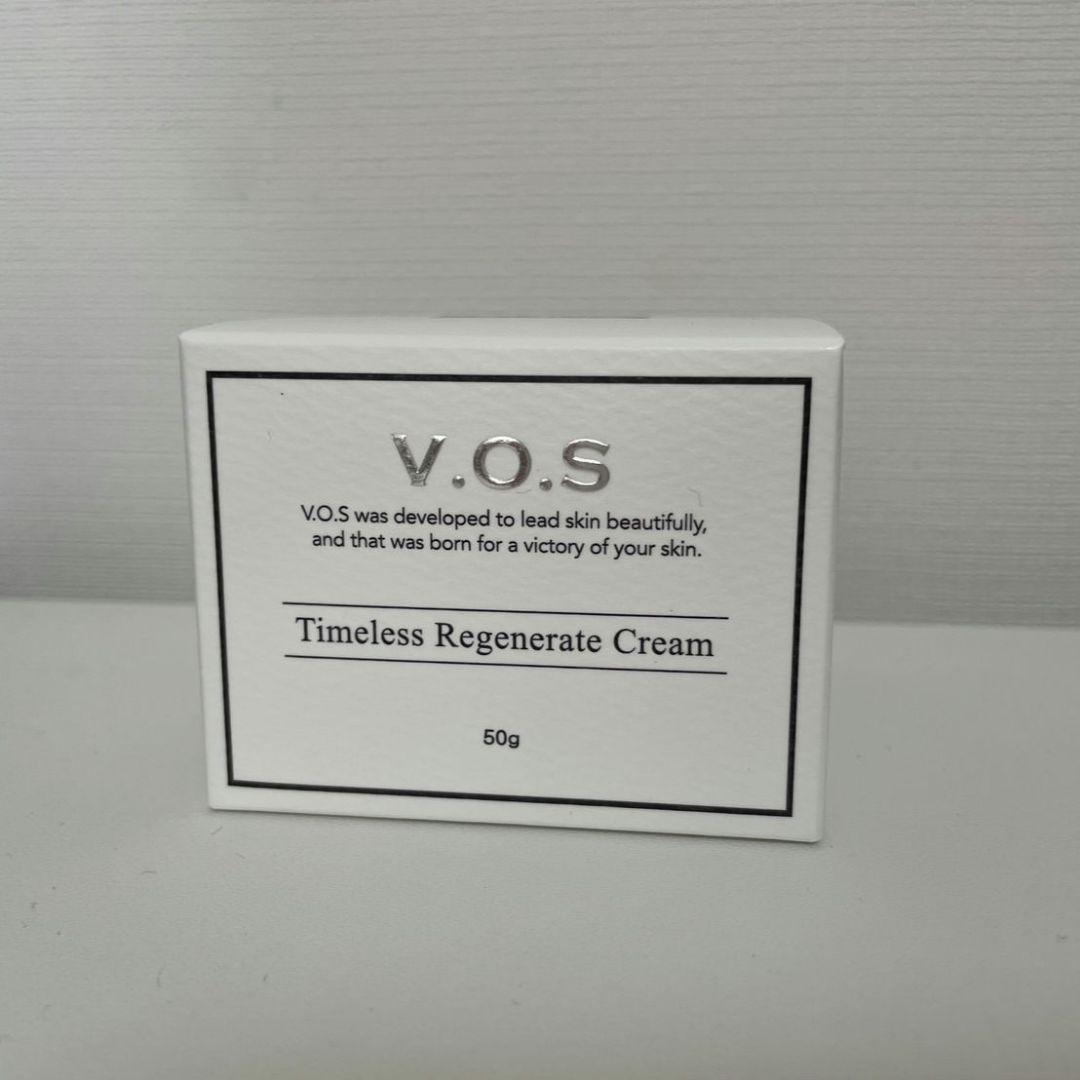 V.O.S
V.O.S was developed to lead skin beautifully,
and that was born for a victory of your skin.
Timeless Regenerate Cream
50g